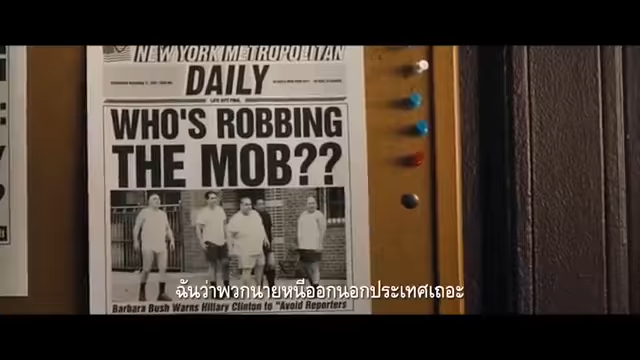 NEW YORK METROPOLITAN
DAILY
WHO'S ROBBING
THE MOB??
ฉันว่าพวกนายหนีออกนอกประเทศเถอะ
Barbara Bush Warns Hillary Clinton to "Avoid Reporters